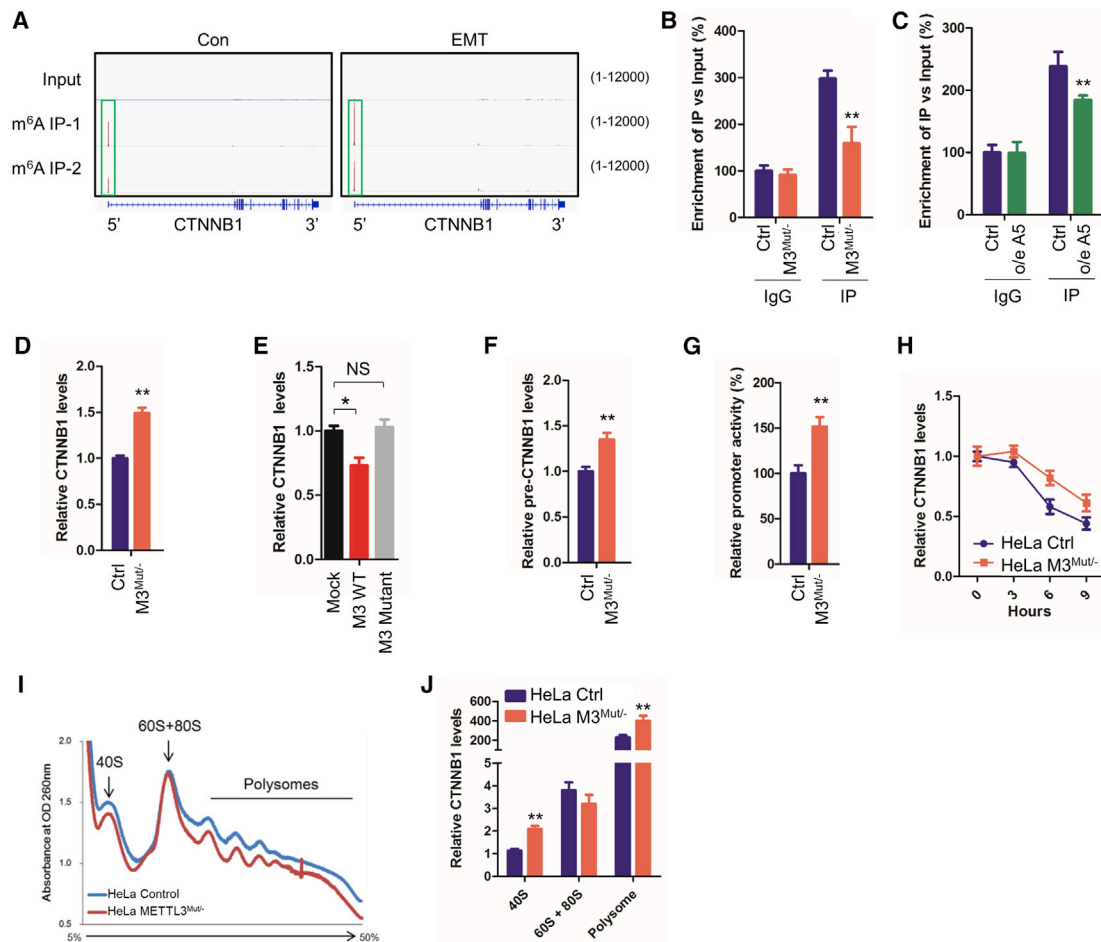 A
Con
EMT
Input
(1-12000)
m⁶A IP-1
(1-12000)
m⁶A IP-2
(1-12000)
5’ CTNNB1 3’
5’ CTNNB1 3’
B
Enrichment of IP vs Input (%)
400
300
200
100
0
**
Ctrl
M3Mut/-
Ctrl
M3Mut/-
IgG
IP
C
Enrichment of IP vs Input (%)
300
200
100
0
**
Ctrl
o/e A5
Ctrl
o/e A5
IgG
IP
D
Relative CTNNB1 levels
2.0
1.5
1.0
0.5
0.0
**
Ctrl
M3Mut/-
E
Relative CTNNB1 levels
1.5
1.0
0.5
0.0
NS
*
Mock
M3 WT
M3 Mutant
F
Relative pre-CTNNB1 levels
2.0
1.5
1.0
0.5
0.0
**
Ctrl
M3Mut/-
G
Relative promoter activity (%)
200
150
100
50
0
**
Ctrl
M3Mut/-
H
Relative CTNNB1 levels
1.5
1.0
0.5
0.0
HeLa Ctrl
HeLa M3Mut/-
0
3
6
9
Hours
I
Absorbance at OD 260nm
2.0
1.5
1.0
0.5
40S
60S+80S
Polysomes
HeLa Control
HeLa METTL3Mut/-
5%
50%
J
Relative CTNNB1 levels
600
400
200
5
4
3
2
1
0
HeLa Ctrl
HeLa M3Mut/-
**
**
40S
60S + 80S
Polysome